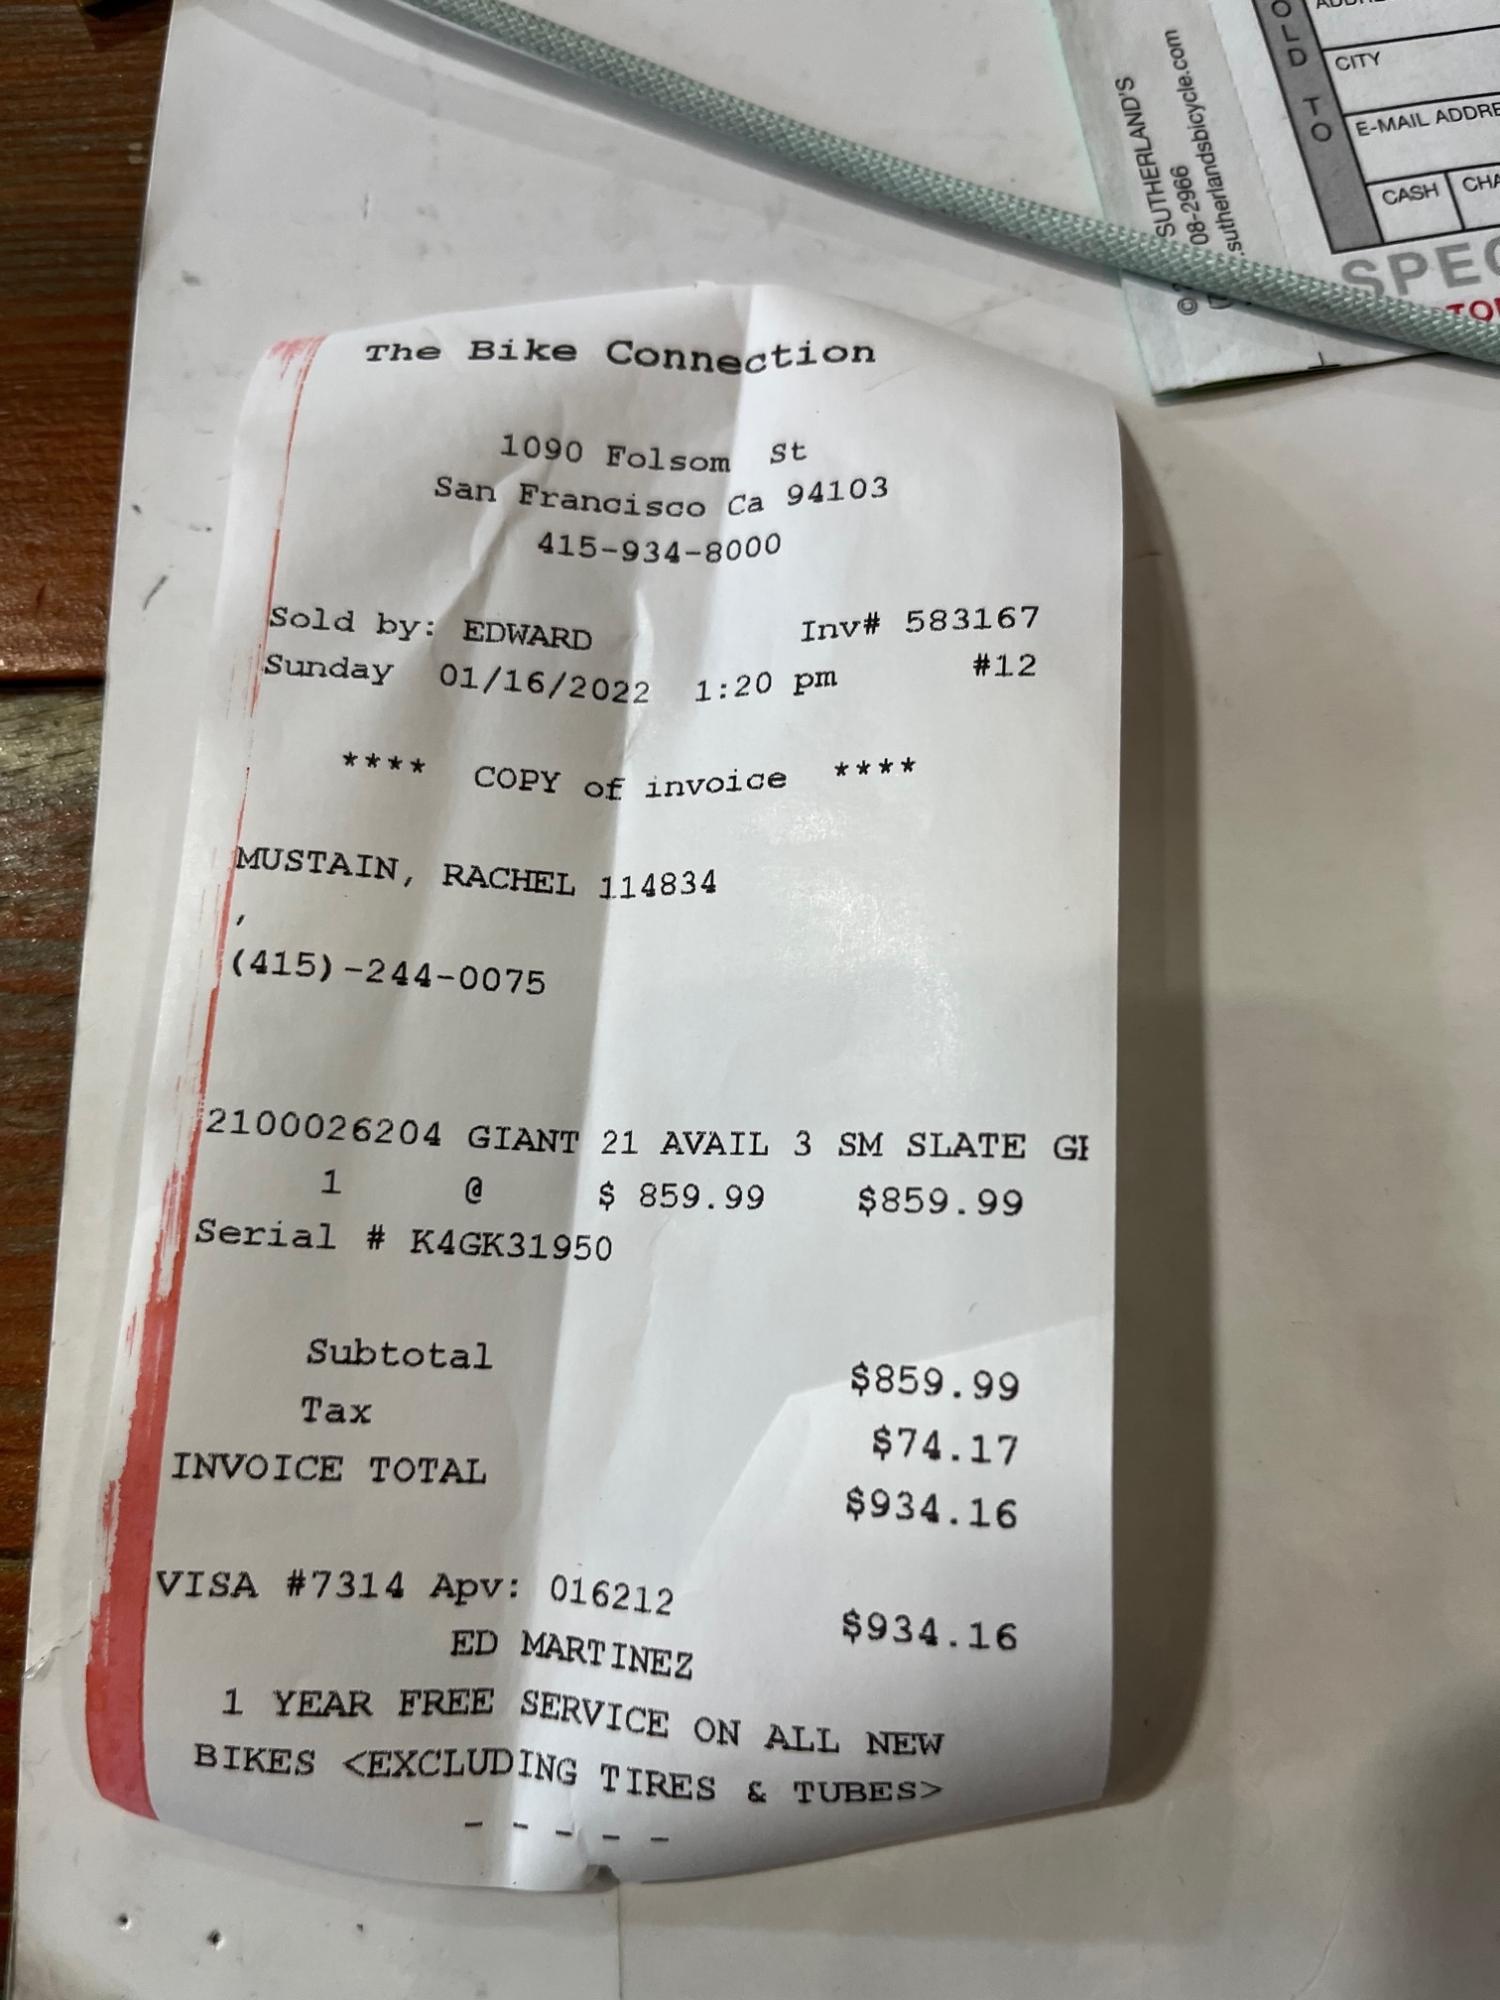 The Bike Connection
1090 Folsom St
San Francisco Ca 94103
415-934-8000
Sold by: EDWARD Inv# 583167
Sunday 01/16/2022 1:20 pm #12
**** COPY of invoice ****
MUSTAIN, RACHEL 114834
,
(415)-244-0075
2100026204 GIANT 21 AVAIL 3 SM SLATE
1 @ $ 859.99 $859.99
Serial # K4GK31950
Subtotal $859.99
Tax $74.17
INVOICE TOTAL $934.16
VISA #7314 Apv: 016212 $934.16
ED MARTINEZ
1 YEAR FREE SERVICE ON ALL NEW
BIKES <EXCLUDING TIRES & TUBES>
- - - - -
SUTHERLAND'S
08-2966
.sutherlandsbicycle.com
OLD TO
CITY
E-MAIL ADDRE
CASH
CHA
SPEC